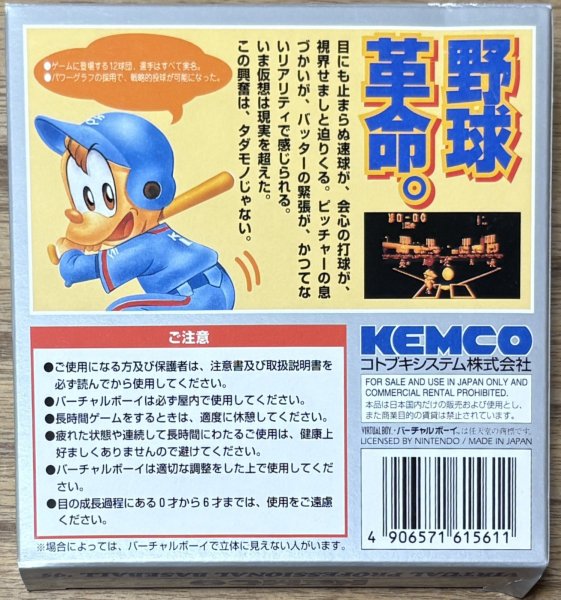 野球
革命。
目にも止まらぬ速球が、会心の打球が、
視界せましと迫りくる。ピッチャーの息
づかいが、バッターの緊張が、かつてな
いリアリティで感じられる。
いま仮想は現実を超えた。
この興奮は、タダモノじゃない。
●ゲームに登場する12球団、選手はすべて実名。
●パワーグラフの採用で、戦略的投球が可能になった。
ご注意
●ご使用になる方及び保護者は、注意書及び取扱説明書を
必ず読んでから使用してください。
●バーチャルボーイは必ず屋内で使用してください。
●長時間ゲームをするときは、適度に休憩してください。
●疲れた状態や連続して長時間にわたるご使用は、健康上
好ましくありませんので避けてください。
●バーチャルボーイは適切な調整をした上で使用してくだ
さい。
●目の成長過程にある0才から6才までは、使用をご遠慮
ください。
※場合によっては、バーチャルボーイで立体に見えない人がいます。
KEMCO
コトブキシステム株式会社
FOR SALE AND USE IN JAPAN ONLY AND
COMMERCIAL RENTAL PROHIBITED.
本品は日本国内だけの販売および使用とし、
また商業目的の賃貸は禁止されています。
VIRTUAL BOY・バーチャルボーイ は任天堂の商標です。
LICENSED BY NINTENDO / MADE IN JAPAN
4 906571 615611
VIRTUAL PROFESSIONAL BASEBALL '95